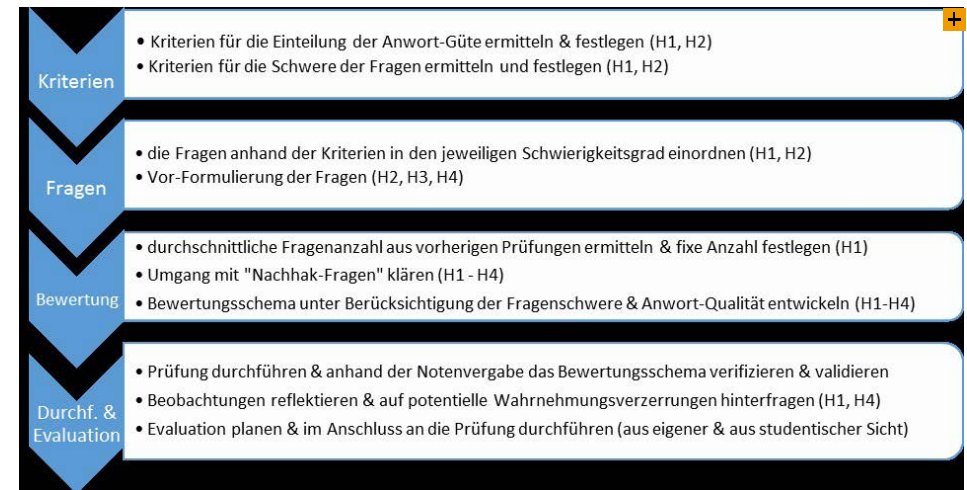 Kriterien
• Kriterien für die Einteilung der Anwort-Güte ermitteln & festlegen (H1, H2)
• Kriterien für die Schwere der Fragen ermitteln und festlegen (H1, H2)
Fragen
• die Fragen anhand der Kriterien in den jeweiligen Schwierigkeitsgrad einordnen (H1, H2)
• Vor-Formulierung der Fragen (H2, H3, H4)
Bewertung
• durchschnittliche Fragenanzahl aus vorherigen Prüfungen ermitteln & fixe Anzahl festlegen (H1)
• Umgang mit "Nachhak-Fragen" klären (H1 - H4)
• Bewertungsschema unter Berücksichtigung der Fragenschwere & Anwort-Qualität entwickeln (H1-H4)
Durchf. &
Evaluation
• Prüfung durchführen & anhand der Notenvergabe das Bewertungsschema verifizieren & validieren
• Beobachtungen reflektieren & auf potentielle Wahrnehmungsverzerrungen hinterfragen (H1, H4)
• Evaluation planen & im Anschluss an die Prüfung durchführen (aus eigener & aus studentischer Sicht)